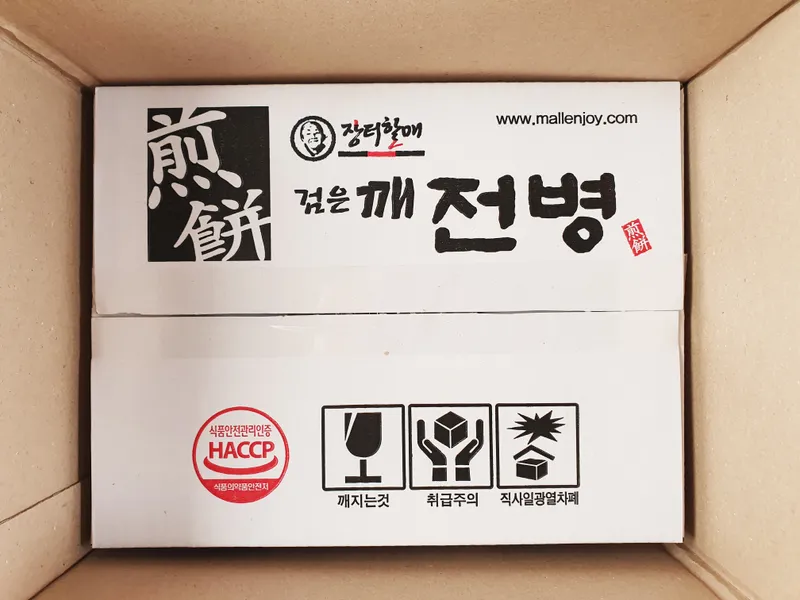 煎餅
장터할매
www.mallenjoy.com
검은깨전병
煎餅
식품안전관리인증
HACCP
식품의약품안전처
깨지는것
취급주의
직사일광열차폐